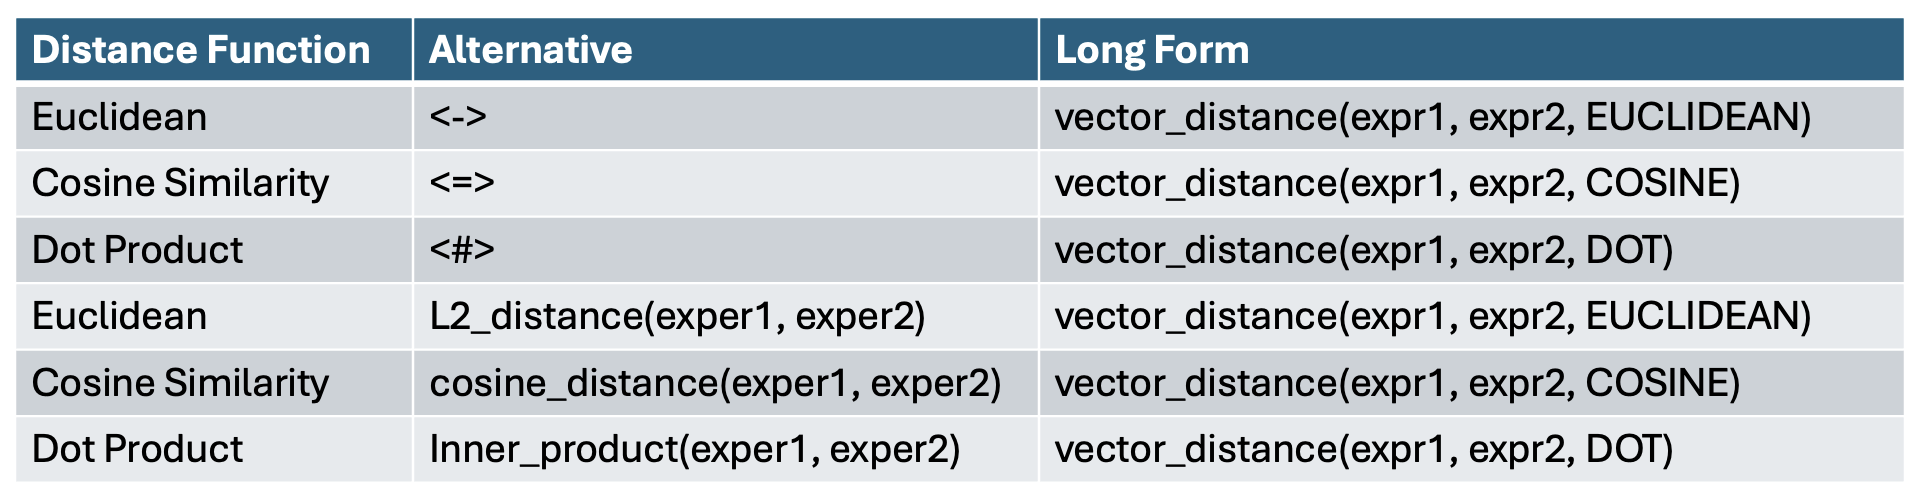 Distance Function Alternative Long Form
Euclidean <-> vector_distance(expr1, expr2, EUCLIDEAN)
Cosine Similarity <=> vector_distance(expr1, expr2, COSINE)
Dot Product <#> vector_distance(expr1, expr2, DOT)
Euclidean L2_distance(exper1, exper2) vector_distance(expr1, expr2, EUCLIDEAN)
Cosine Similarity cosine_distance(exper1, exper2) vector_distance(expr1, expr2, COSINE)
Dot Product Inner_product(exper1, exper2) vector_distance(expr1, expr2, DOT)